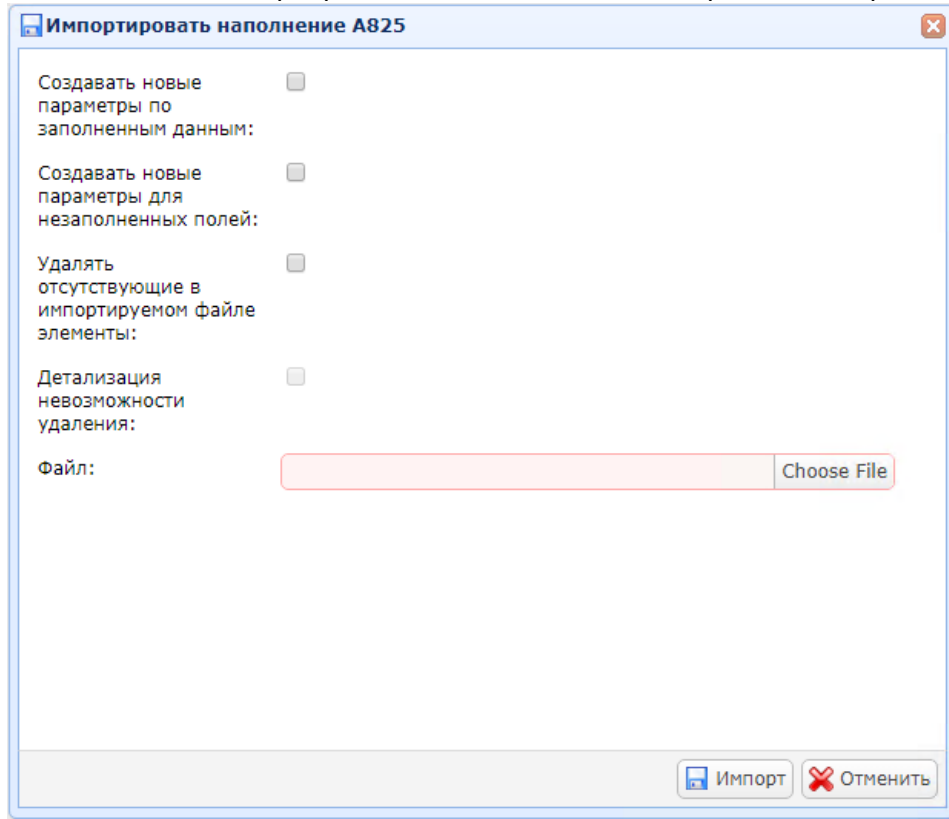 Импортировать наполнение A825
Создавать новые
параметры по
заполненным данным:
Создавать новые
параметры для
незаполненных полей:
Удалять
отсутствующие в
импортируемом файле
элементы:
Детализация
невозможности
удаления:
Файл:
Choose File
Импорт
Отменить